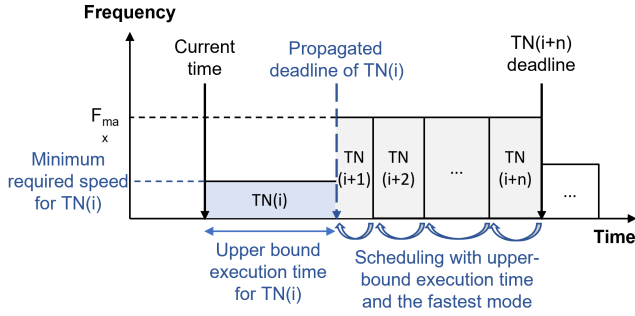 Frequency
Current
time
Propagated
deadline of TN(i)
TN(i+n)
deadline
Fma
x
Minimum
required speed
for TN(i)
TN(i)
TN
(i+1)
TN
(i+2)
...
TN
(i+n)
...
Time
Upper bound
execution time
for TN(i)
Scheduling with upper-
bound execution time
and the fastest mode